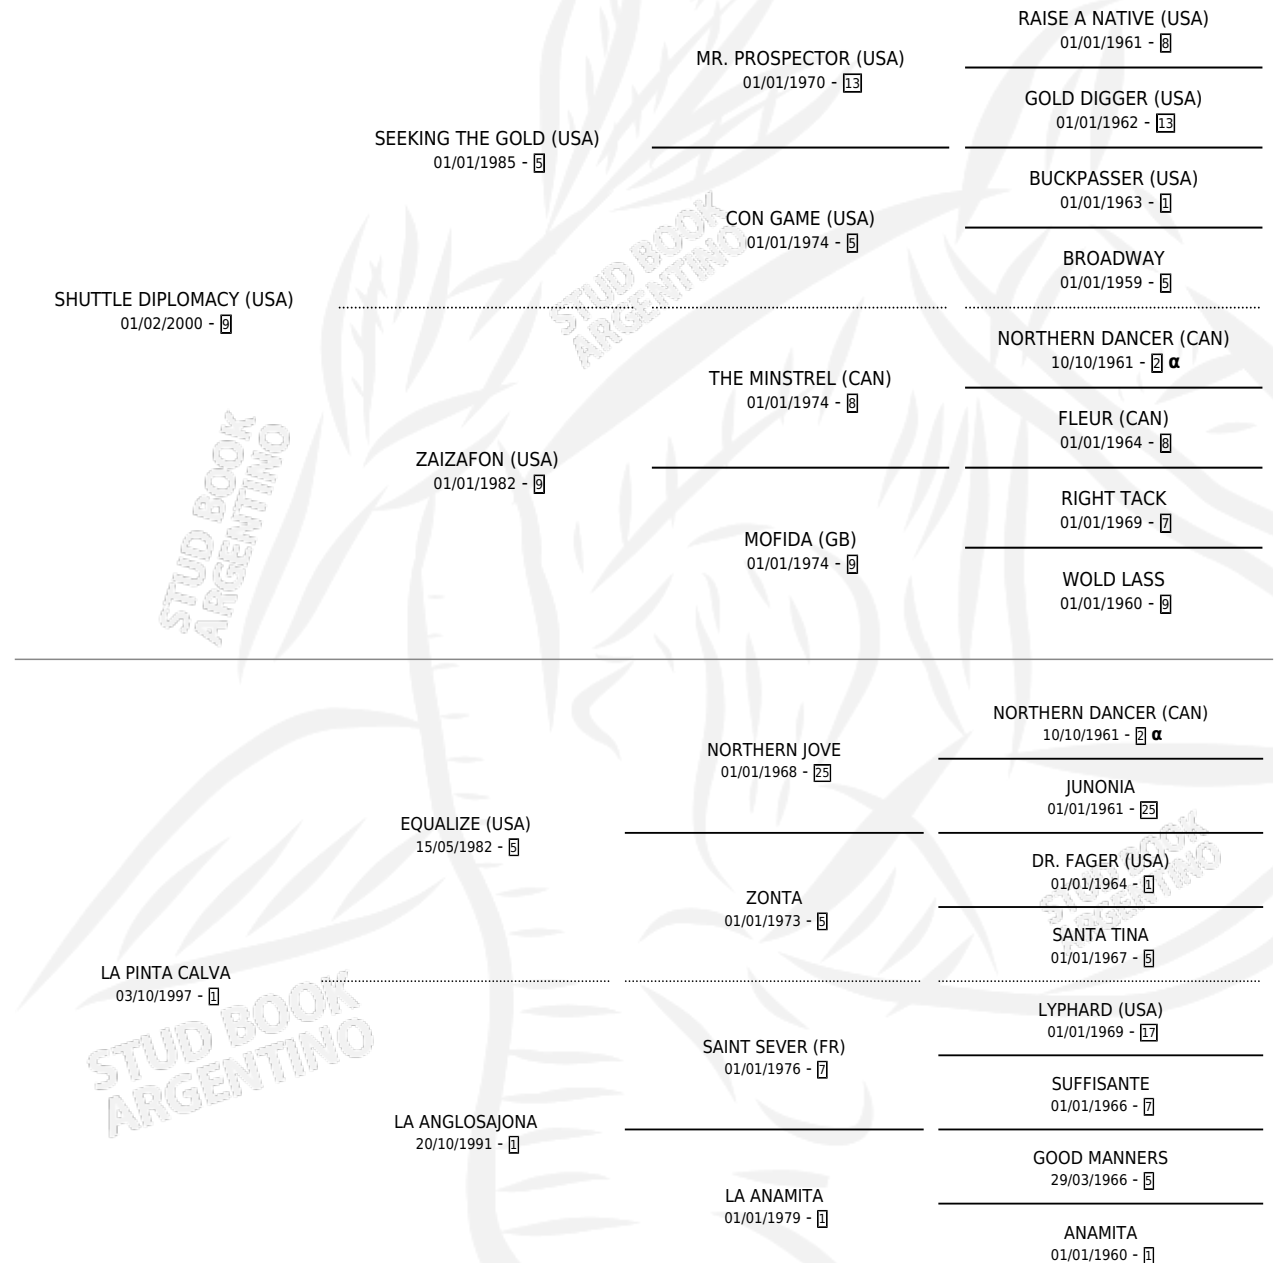 RAISE A NATIVE (USA)
01/01/1961 - 8
MR. PROSPECTOR (USA)
01/01/1970 - 13
GOLD DIGGER (USA)
01/01/1962 - 13
SEEKING THE GOLD (USA)
01/01/1985 - 5
BUCKPASSER (USA)
01/01/1963 - 1
CON GAME (USA)
01/01/1974 - 5
BROADWAY
01/01/1959 - 5
SHUTTLE DIPLOMACY (USA)
01/02/2000 - 9
NORTHERN DANCER (CAN)
10/10/1961 - 2 α
THE MINSTREL (CAN)
01/01/1974 - 8
FLEUR (CAN)
01/01/1964 - 8
ZAIZAFON (USA)
01/01/1982 - 9
RIGHT TACK
01/01/1969 - 7
MOFIDA (GB)
01/01/1974 - 9
WOLD LASS
01/01/1960 - 9
STUD BOOK
ARGENTINO
STUD BOOK
ARGENTINO
NORTHERN DANCER (CAN)
10/10/1961 - 2 α
NORTHERN JOVE
01/01/1968 - 25
JUNONIA
01/01/1961 - 25
EQUALIZE (USA)
15/05/1982 - 5
DR. FAGER (USA)
01/01/1964 - 1
ZONTA
01/01/1973 - 5
SANTA TINA
01/01/1967 - 5
LA PINTA CALVA
03/10/1997 - 1
LYPHARD (USA)
01/01/1969 - 17
SAINT SEVER (FR)
01/01/1976 - 7
SUFFISANTE
01/01/1966 - 7
LA ANGLOSAJONA
20/10/1991 - 1
GOOD MANNERS
29/03/1966 - 5
LA ANAMITA
01/01/1979 - 1
ANAMITA
01/01/1960 - 1
STUD BOOK
ARGENTINO
STUD BOOK
ARGENTINO